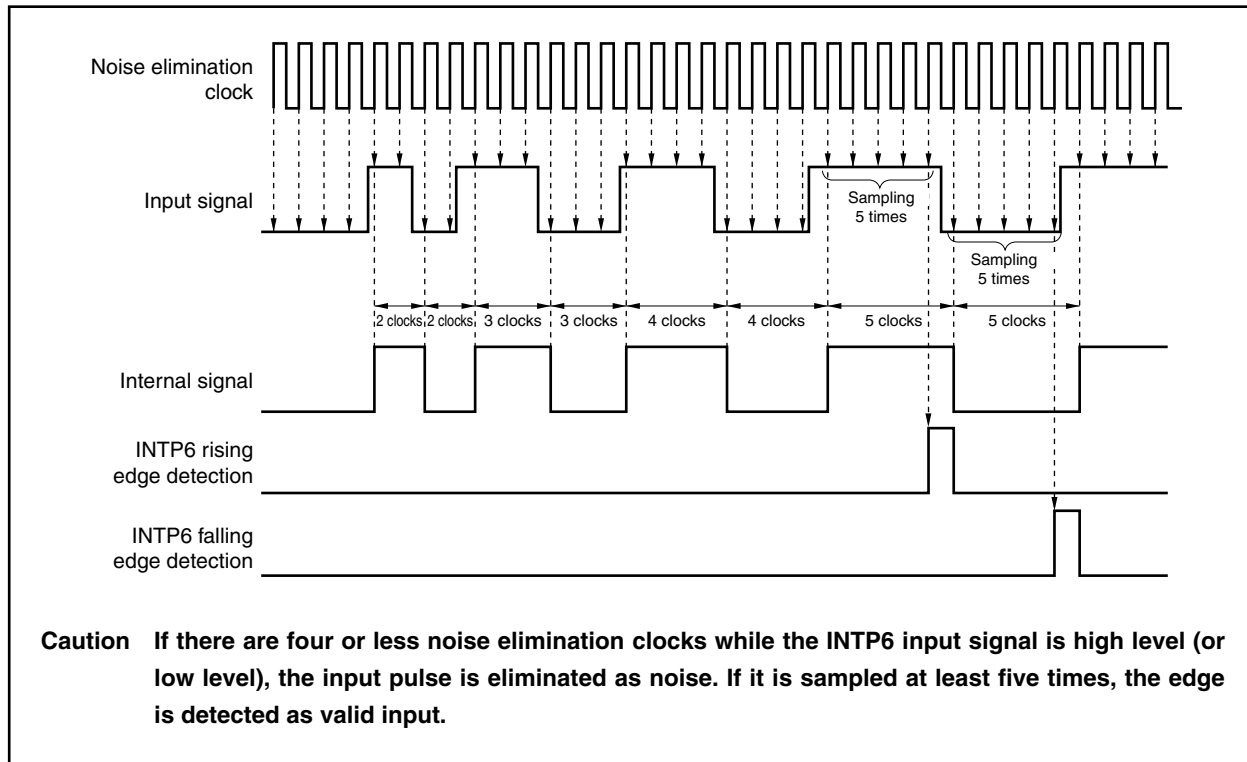 Noise elimination
clock
Input signal
Sampling
5 times
Sampling
5 times
2 clocks 2 clocks 3 clocks 3 clocks 4 clocks 4 clocks 5 clocks 5 clocks
Internal signal
INTP6 rising
edge detection
INTP6 falling
edge detection
Caution If there are four or less noise elimination clocks while the INTP6 input signal is high level (or
low level), the input pulse is eliminated as noise. If it is sampled at least five times, the edge
is detected as valid input.